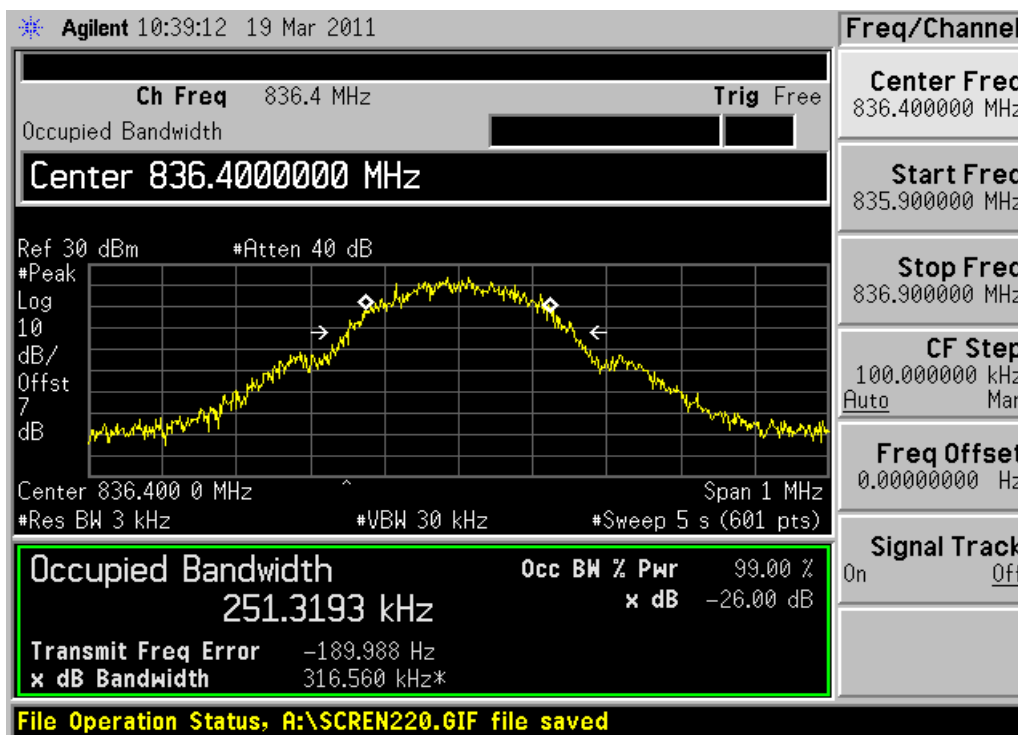 Agilent 10:39:12 19 Mar 2011
Ch Freq 836.4 MHz Trig Free
Occupied Bandwidth
Center 836.4000000 MHz
Ref 30 dBm #Atten 40 dB
#Peak
Log
10
dB/
Offst
7
dB
Center 836.400 0 MHz ^ Span 1 MHz
#Res BW 3 kHz #VBW 30 kHz #Sweep 5 s (601 pts)
Occupied Bandwidth Occ BW % Pwr 99.00 %
251.3193 kHz x dB -26.00 dB
Transmit Freq Error -189.988 Hz
x dB Bandwidth 316.560 kHz*
File Operation Status, A:\SCREN220.GIF file saved
Freq/Channel
Center Freq
836.400000 MHz
Start Freq
835.900000 MHz
Stop Freq
836.900000 MHz
CF Step
100.000000 kHz
Auto Man
Freq Offset
0.00000000 Hz
Signal Track
On Off